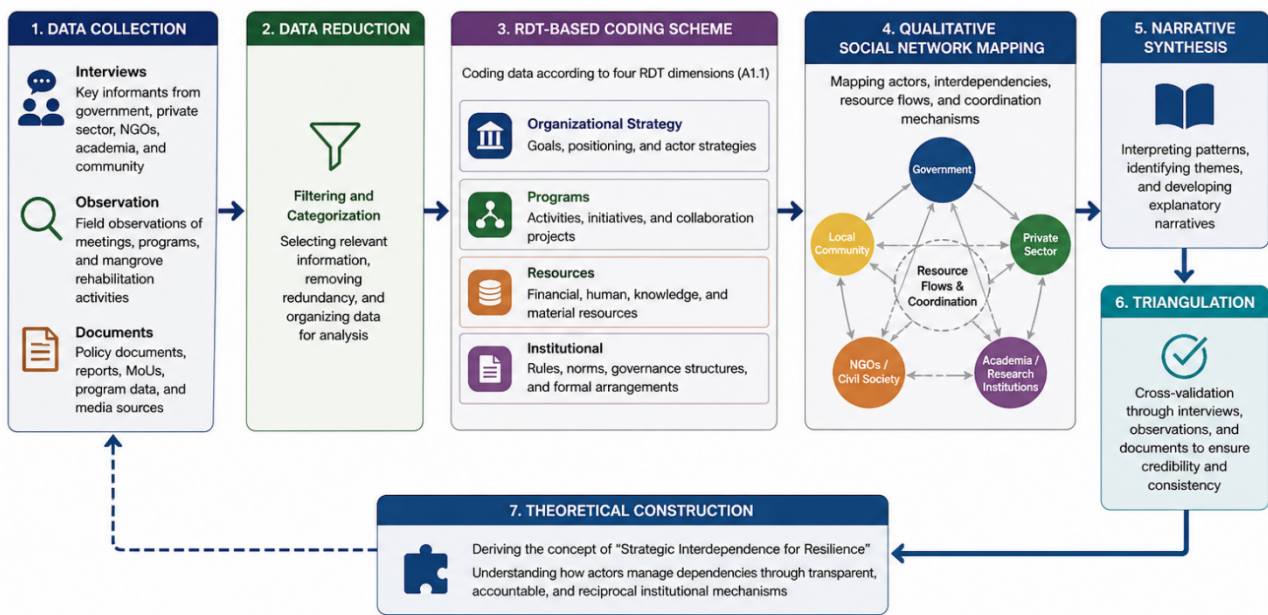 1. DATA COLLECTION
Interviews
Key informants from
government, private
sector, NGOs,
academia, and
community
Observation
Field observations of
meetings, programs,
and mangrove
rehabilitation
activities
Documents
Policy documents,
reports, MoUs,
program data, and
media sources
2. DATA REDUCTION
Filtering and
Categorization
Selecting relevant
information,
removing
redundancy, and
organizing data
for analysis
3. RDT-BASED CODING SCHEME
Coding data according to four RDT dimensions (A1.1)
Organizational Strategy
Goals, positioning, and actor strategies
Programs
Activities, initiatives, and collaboration
projects
Resources
Financial, human, knowledge, and
material resources
Institutional
Rules, norms, governance structures,
and formal arrangements
4. QUALITATIVE
SOCIAL NETWORK MAPPING
Mapping actors, interdependencies,
resource flows, and coordination
mechanisms
Government
Local
Community
Private
Sector
Resource
Flows &
Coordination
NGOs /
Civil Society
Academia /
Research
Institutions
5. NARRATIVE
SYNTHESIS
Interpreting patterns,
identifying themes,
and developing
explanatory
narratives
6. TRIANGULATION
Cross-validation
through interviews,
observations, and
documents to ensure
credibility and
consistency
7. THEORETICAL CONSTRUCTION
Deriving the concept of “Strategic Interdependence for Resilience”
Understanding how actors manage dependencies through transparent,
accountable, and reciprocal institutional mechanisms